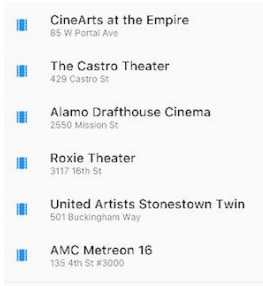 CineArts at the Empire
85 W Portal Ave
The Castro Theater
429 Castro St
Alamo Drafthouse Cinema
2550 Mission St
Roxie Theater
3117 16th St
United Artists Stonestown Twin
501 Buckingham Way
AMC Metreon 16
135 4th St #3000